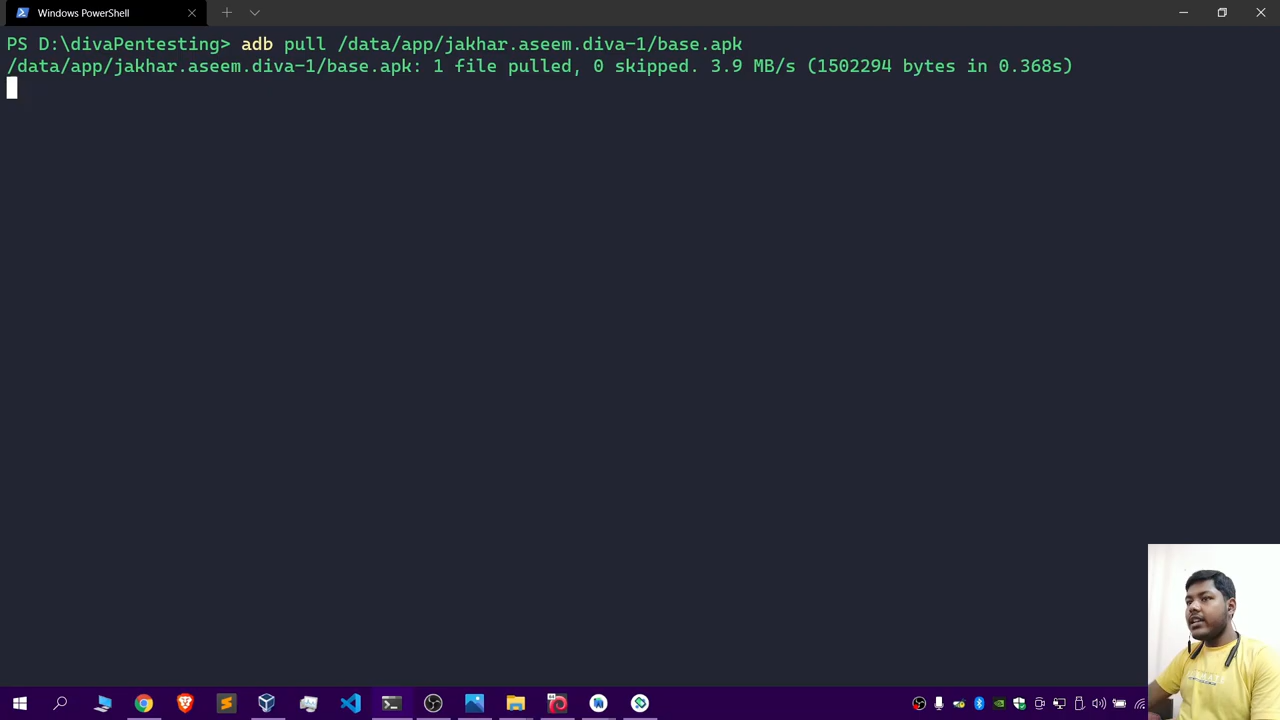 Windows PowerShell
PS D:\divaPentesting> adb pull /data/app/jakhar.aseem.diva-1/base.apk
/data/app/jakhar.aseem.diva-1/base.apk: 1 file pulled, 0 skipped. 3.9 MB/s (1502294 bytes in 0.368s)